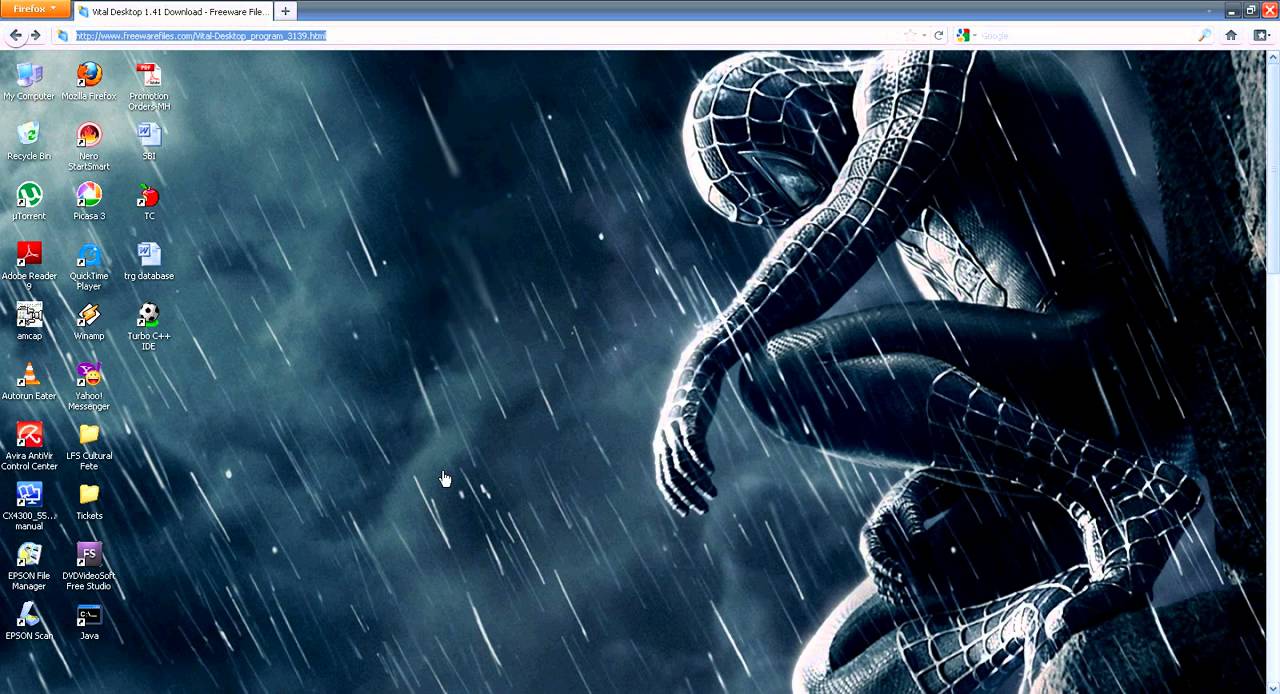 Firefox
Vital Desktop 1.41 Download - Freeware File...
http://www.freewarefiles.com/Vital-Desktop_program_3139.html
Google
My Computer
Mozilla Firefox
Promotion
Orders-MH
Recycle Bin
Nero
StartSmart
SBI
µTorrent
Picasa 3
TC
Adobe Reader
9
QuickTime
Player
trg database
amcap
Winamp
Turbo C++
IDE
Autorun Eater
Yahoo!
Messenger
Avira AntiVir
Control Center
LFS Cultural
Fete
CX4300_55...
manual
Tickets
EPSON File
Manager
FS
DVDVideoSoft
Free Studio
EPSON Scan
C:\_
Java